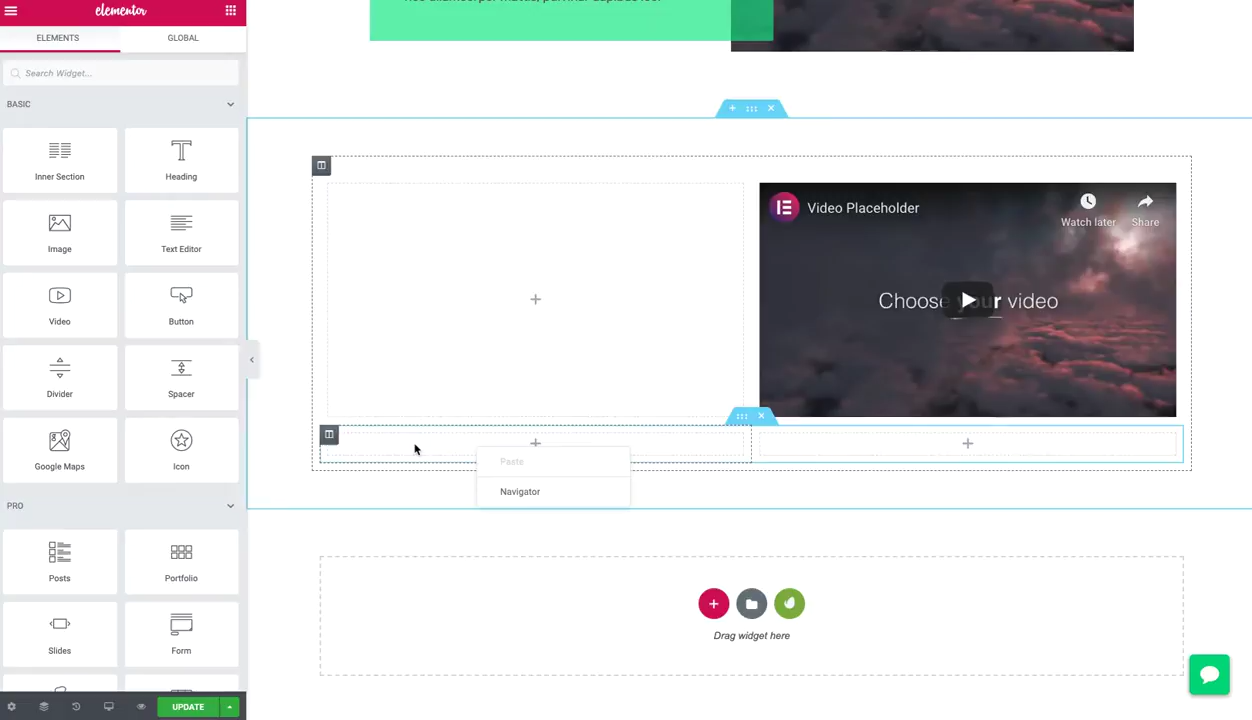 elementor
ELEMENTS
GLOBAL
Search Widget...
BASIC
Inner Section
Heading
Image
Text Editor
Video
Button
Divider
Spacer
Google Maps
Icon
PRO
Posts
Portfolio
Slides
Form
UPDATE
Video Placeholder
Watch later
Share
Choose your video
Paste
Navigator
Drag widget here